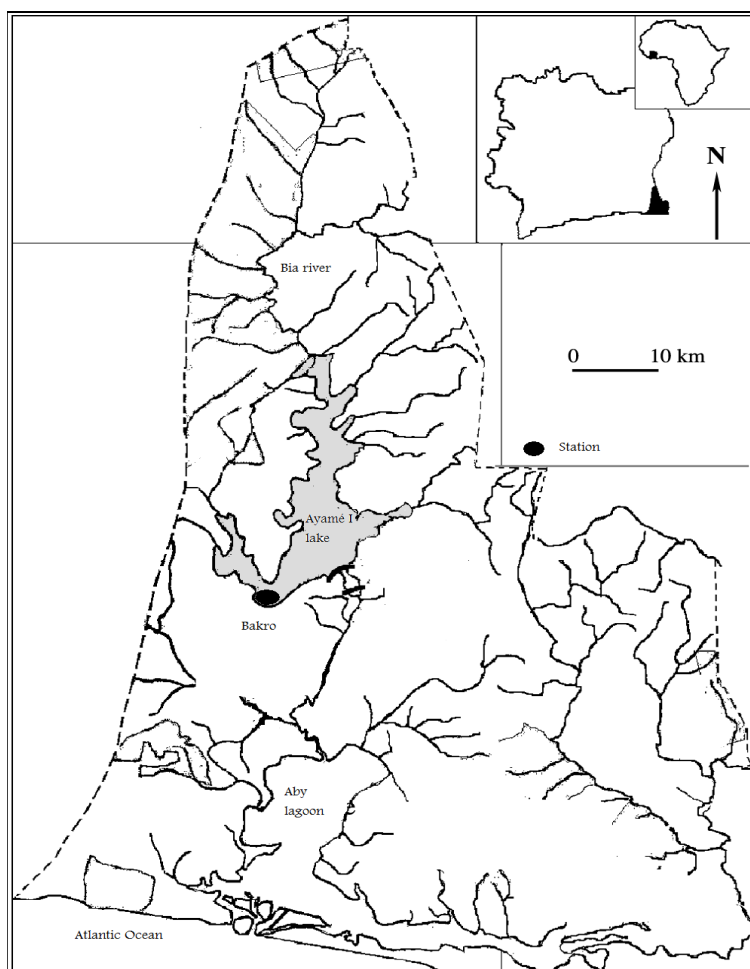 N
Bia river
0 10 km
Station
Ayamé I
lake
Bakro
Aby
lagoon
Atlantic Ocean